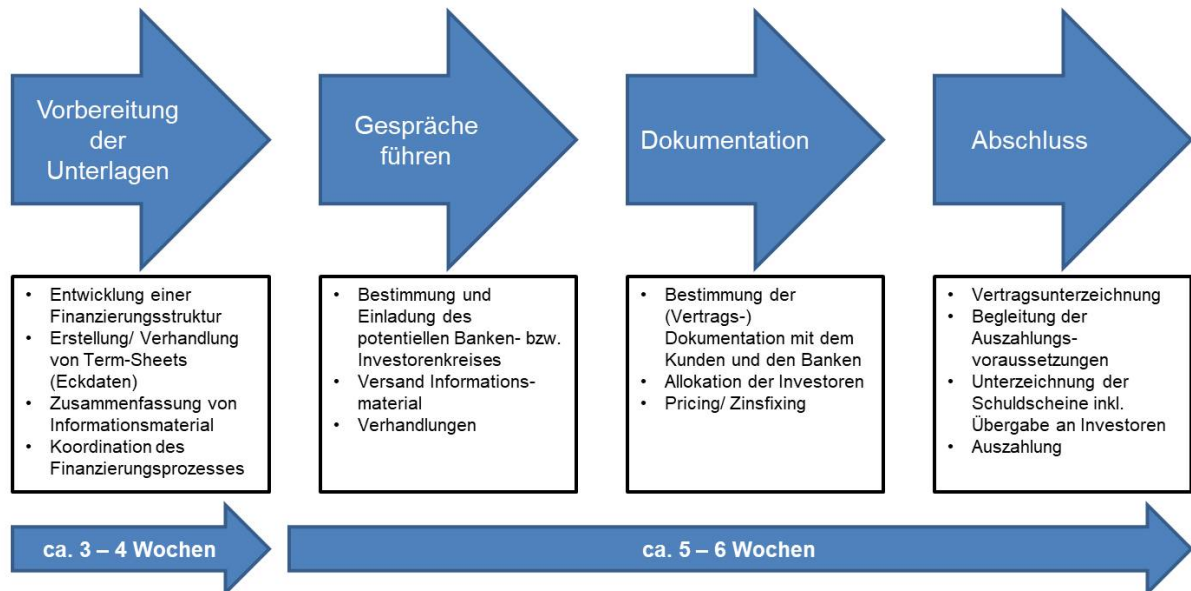 Vorbereitung
der
Unterlagen
Gespräche
führen
Dokumentation
Abschluss
• Entwicklung einer
Finanzierungsstruktur
• Erstellung/ Verhandlung
von Term-Sheets
(Eckdaten)
• Zusammenfassung von
Informationsmaterial
• Koordination des
Finanzierungsprozesses
• Bestimmung und
Einladung des
potentiellen Banken- bzw.
Investorenkreises
• Versand Informations-
material
• Verhandlungen
• Bestimmung der
(Vertrags-)
Dokumentation mit dem
Kunden und den Banken
• Allokation der Investoren
• Pricing/ Zinsfixing
• Vertragsunterzeichnung
• Begleitung der
Auszahlungs-
voraussetzungen
• Unterzeichnung der
Schuldscheine inkl.
Übergabe an Investoren
• Auszahlung
ca. 3 – 4 Wochen
ca. 5 – 6 Wochen